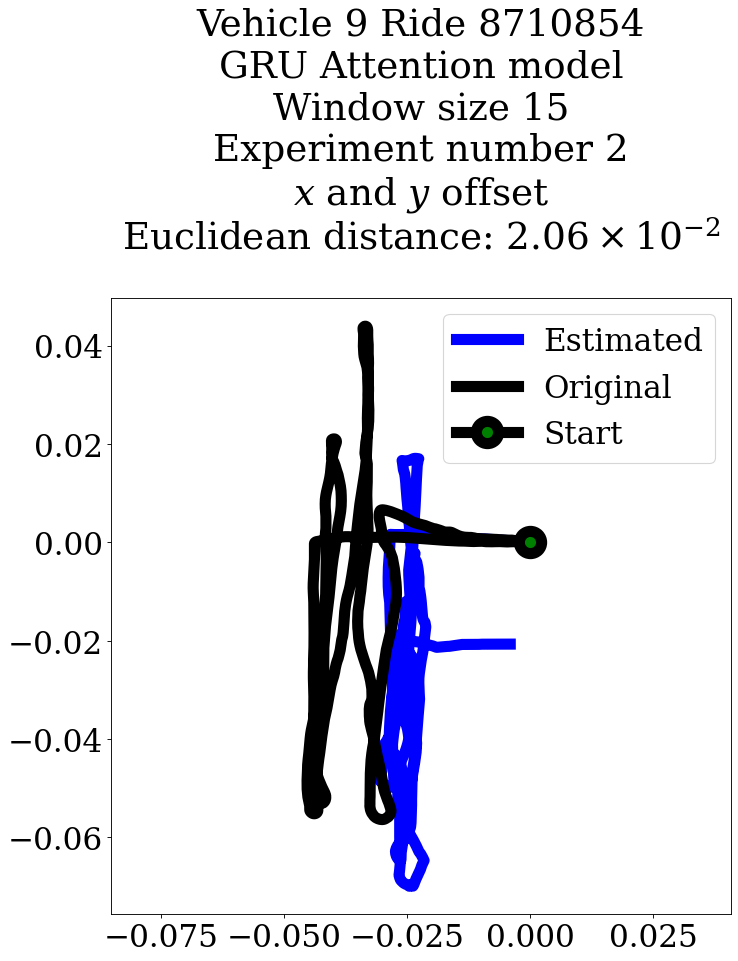 Vehicle 9 Ride 8710854
GRU Attention model
Window size 15
Experiment number 2
x and y offset
Euclidean distance: 2.06 × 10⁻²
Estimated
Original
Start
0.04
0.02
0.00
−0.02
−0.04
−0.06
−0.075 −0.050 −0.025 0.000 0.025